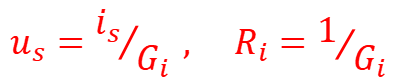 u_s = i_s/G_i , R_i = 1/G_i